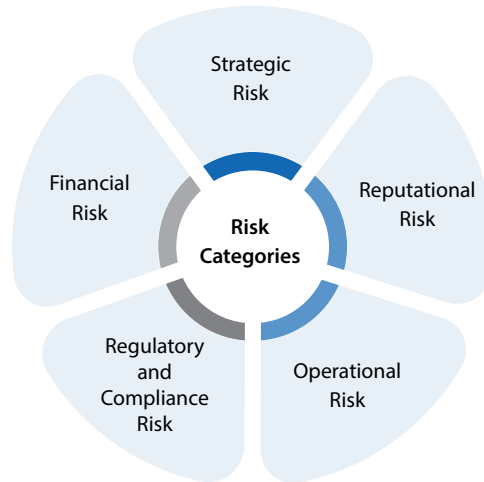 Strategic
Risk
Financial
Risk
Reputational
Risk
Risk
Categories
Regulatory
and
Compliance
Risk
Operational
Risk